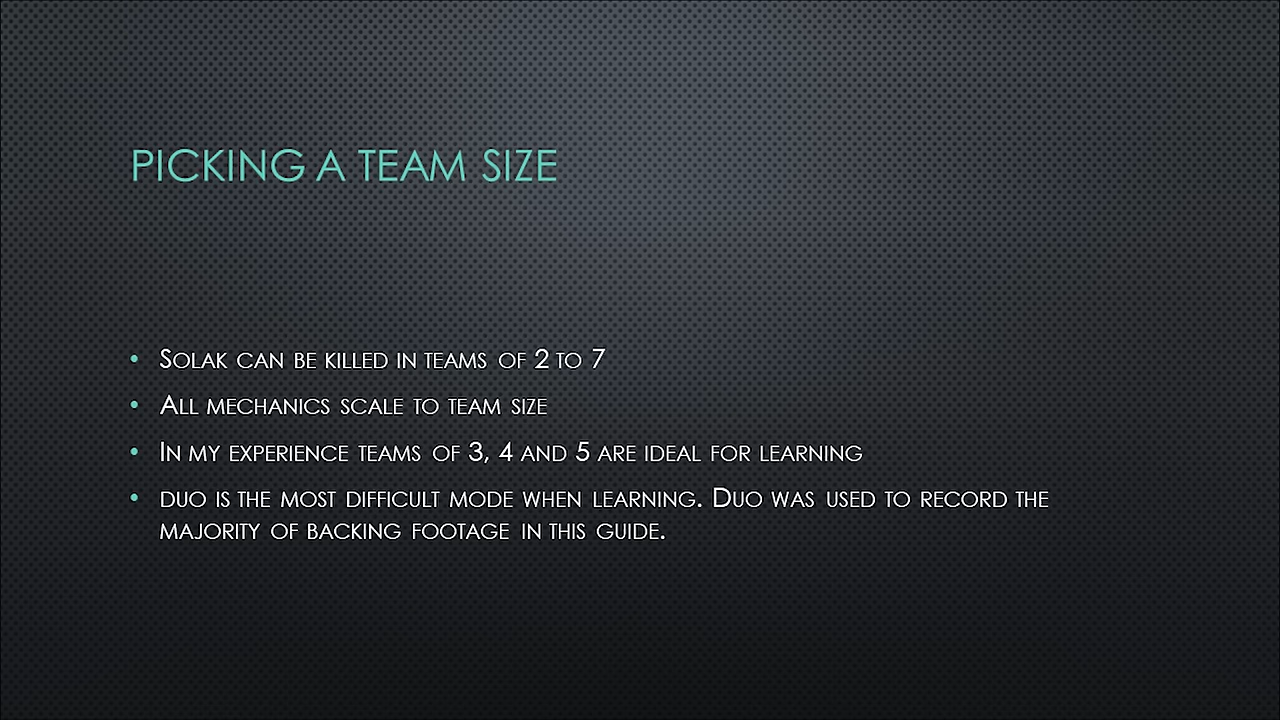 PICKING A TEAM SIZE
• SOLAK CAN BE KILLED IN TEAMS OF 2 TO 7
• ALL MECHANICS SCALE TO TEAM SIZE
• IN MY EXPERIENCE TEAMS OF 3, 4 AND 5 ARE IDEAL FOR LEARNING
• DUO IS THE MOST DIFFICULT MODE WHEN LEARNING. DUO WAS USED TO RECORD THE
MAJORITY OF BACKING FOOTAGE IN THIS GUIDE.